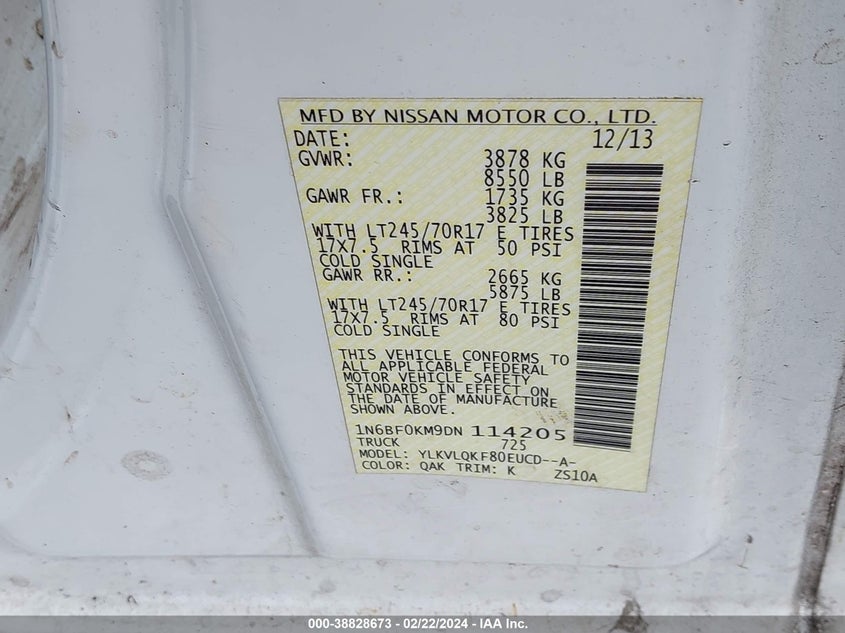 MFD BY NISSAN MOTOR CO., LTD.
DATE: 12/13
GVWR: 3878 KG
8550 LB
GAWR FR.: 1735 KG
3825 LB
WITH LT245/70R17 E TIRES
17X7.5 RIMS AT 50 PSI
COLD SINGLE
GAWR RR.: 2665 KG
5875 LB
WITH LT245/70R17 E TIRES
17X7.5 RIMS AT 80 PSI
COLD SINGLE
THIS VEHICLE CONFORMS TO
ALL APPLICABLE FEDERAL
MOTOR VEHICLE SAFETY
STANDARDS IN EFFECT ON
THE DATE OF MANUFACTURE
SHOWN ABOVE.
1N6BF0KM9DN 114205
TRUCK 725
MODEL: YLKVLQKF80EUCD--A-
COLOR: QAK TRIM: K ZS10A
000-38828673 - 02/22/2024 - IAA Inc.